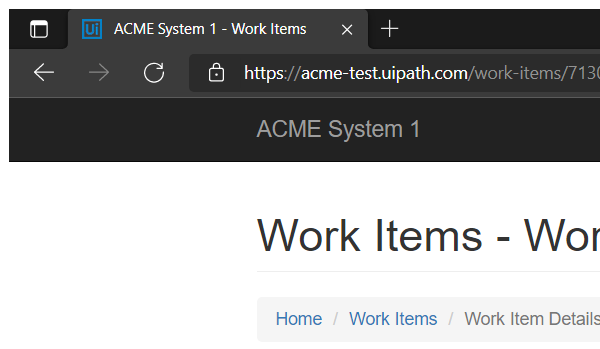 Ui ACME System 1 - Work Items
https://acme-test.uipath.com/work-items/713
ACME System 1
Work Items - Wor
Home / Work Items / Work Item Details